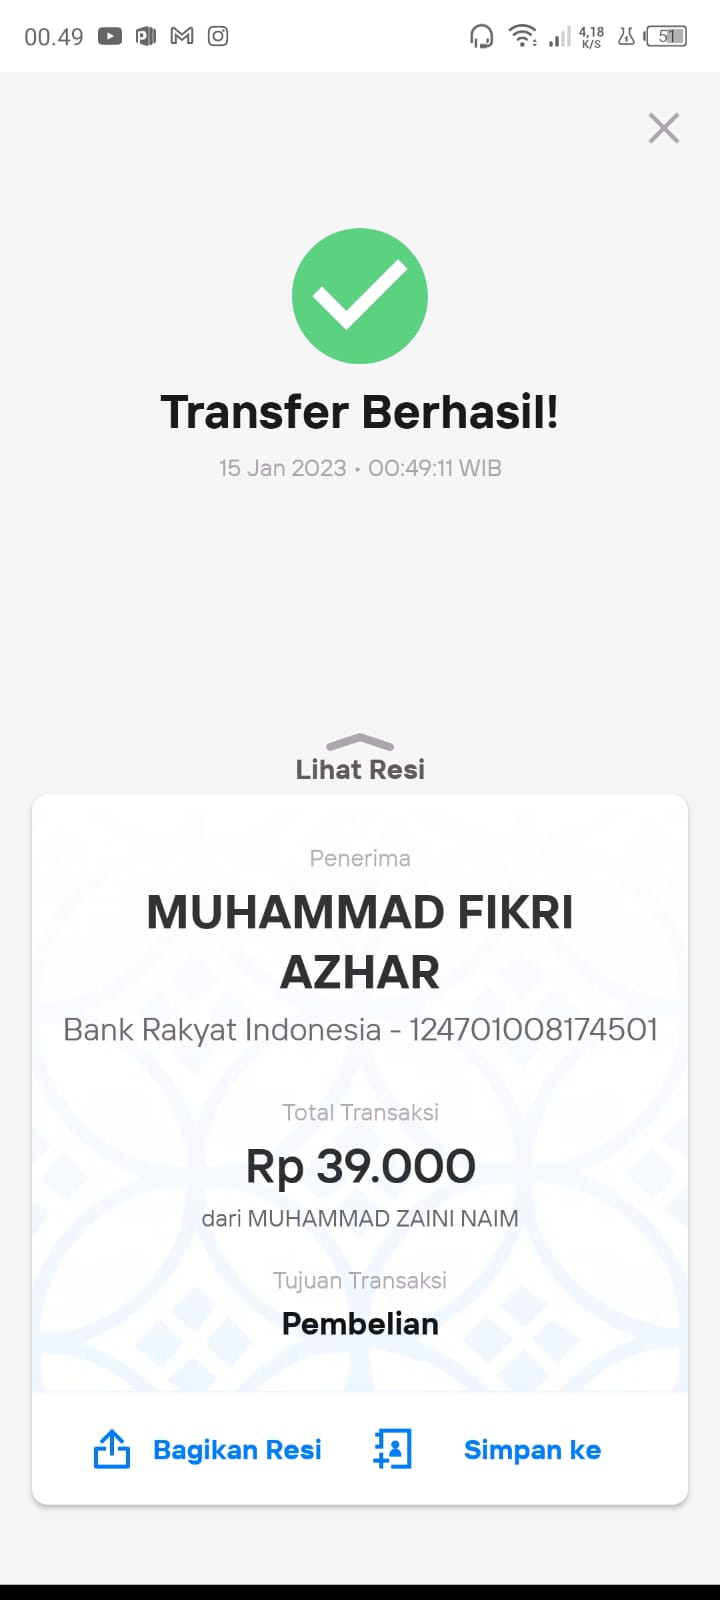 00.49
4,18
K/S
51
Transfer Berhasil!
15 Jan 2023 • 00:49:11 WIB
Lihat Resi
Penerima
MUHAMMAD FIKRI
AZHAR
Bank Rakyat Indonesia - 124701008174501
Total Transaksi
Rp 39.000
dari MUHAMMAD ZAINI NAIM
Tujuan Transaksi
Pembelian
Bagikan Resi
Simpan ke